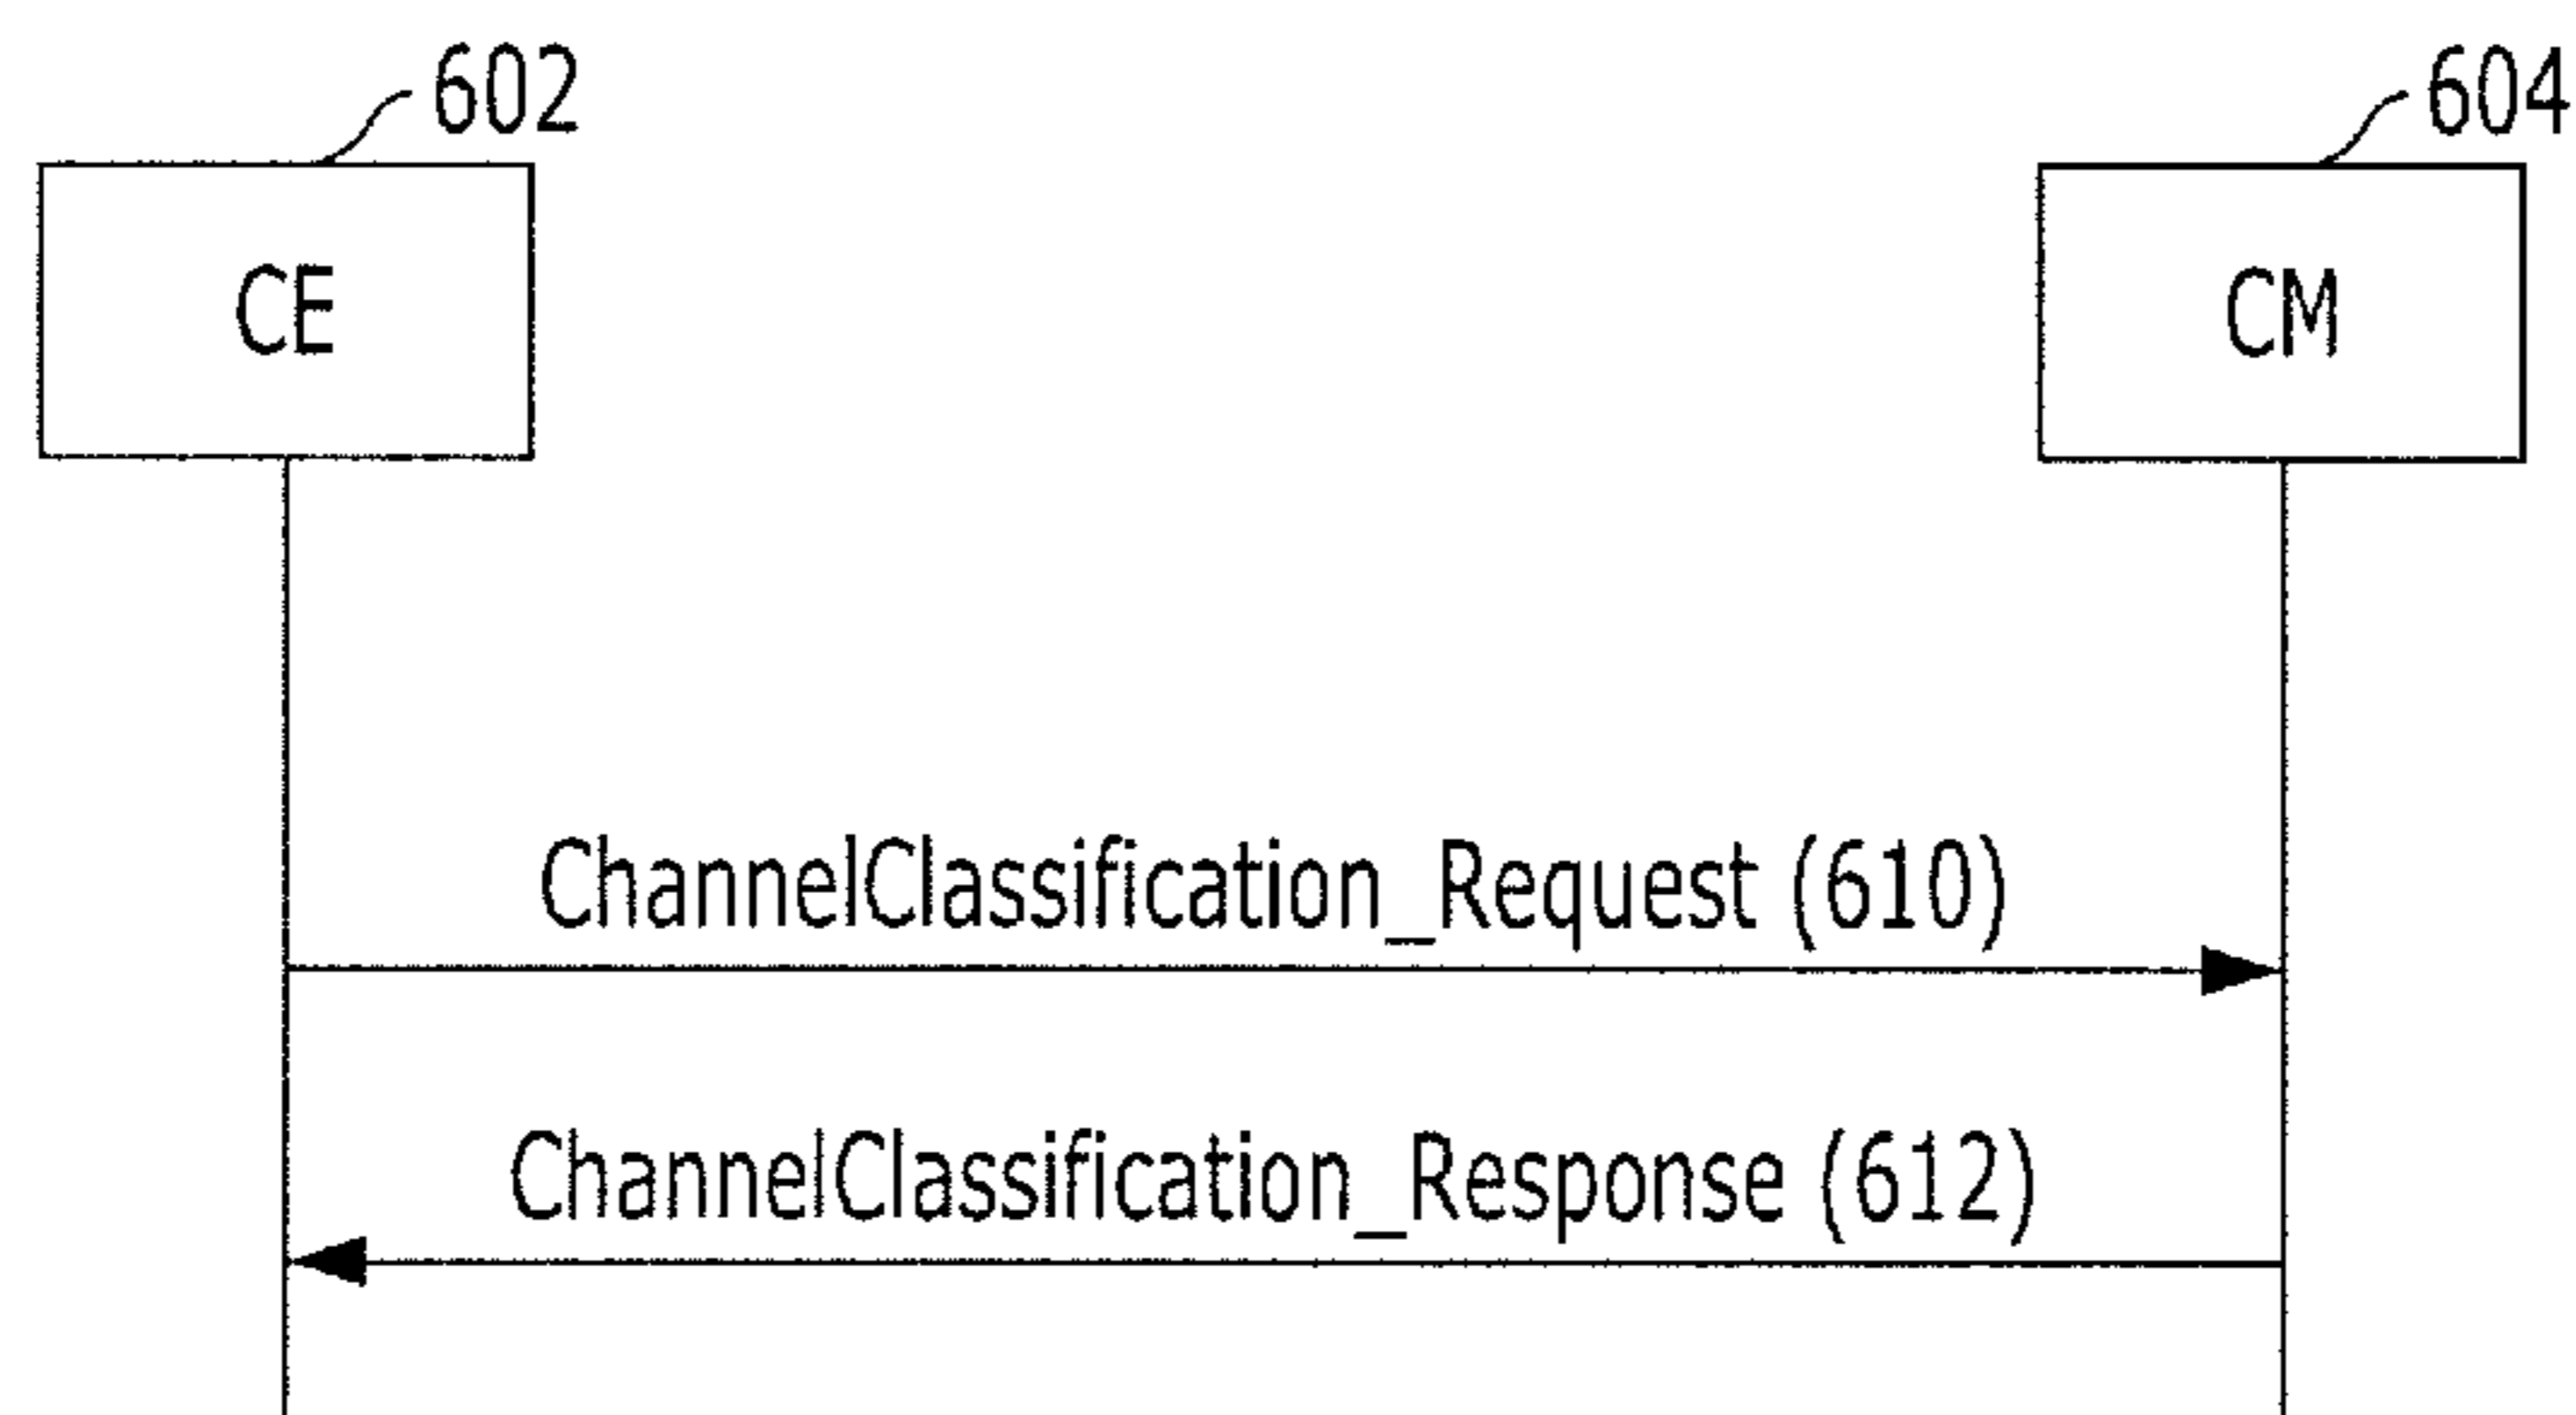 602
604
CE
CM
ChannelClassification_Request (610)
ChannelClassification_Response (612)